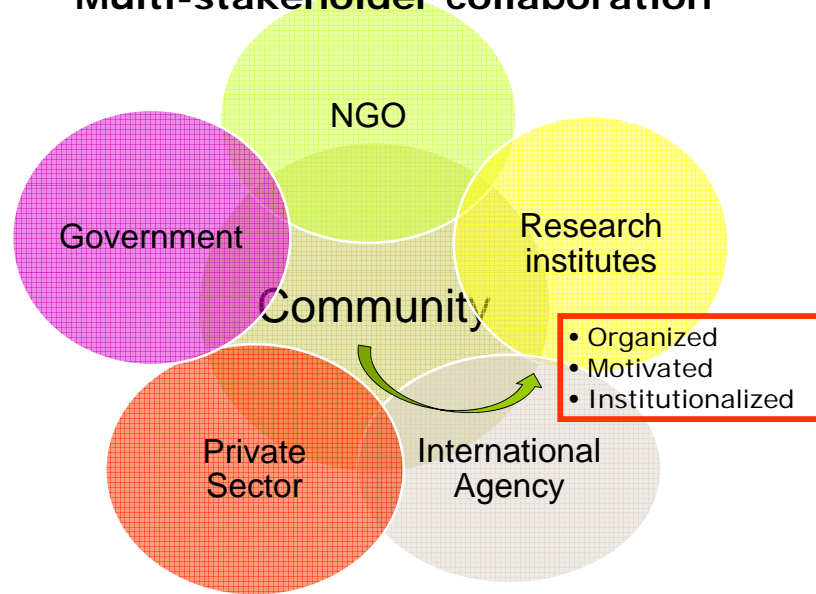 Multi-stakeholder collaboration
NGO
Government
Research
institutes
Community
• Organized
• Motivated
• Institutionalized
Private
Sector
International
Agency